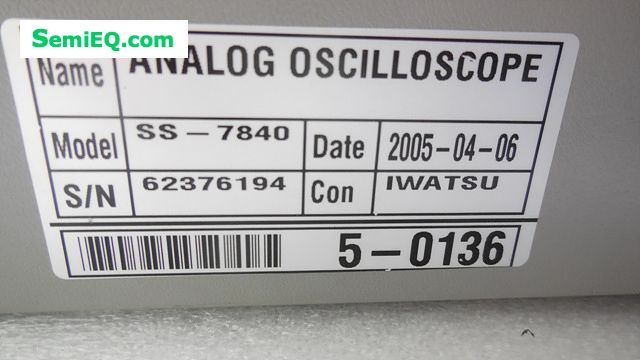 SemiEQ.com
Name ANALOG OSCILLOSCOPE
Model SS-7840 Date 2005-04-06
S/N 62376194 Con IWATSU
5-0136